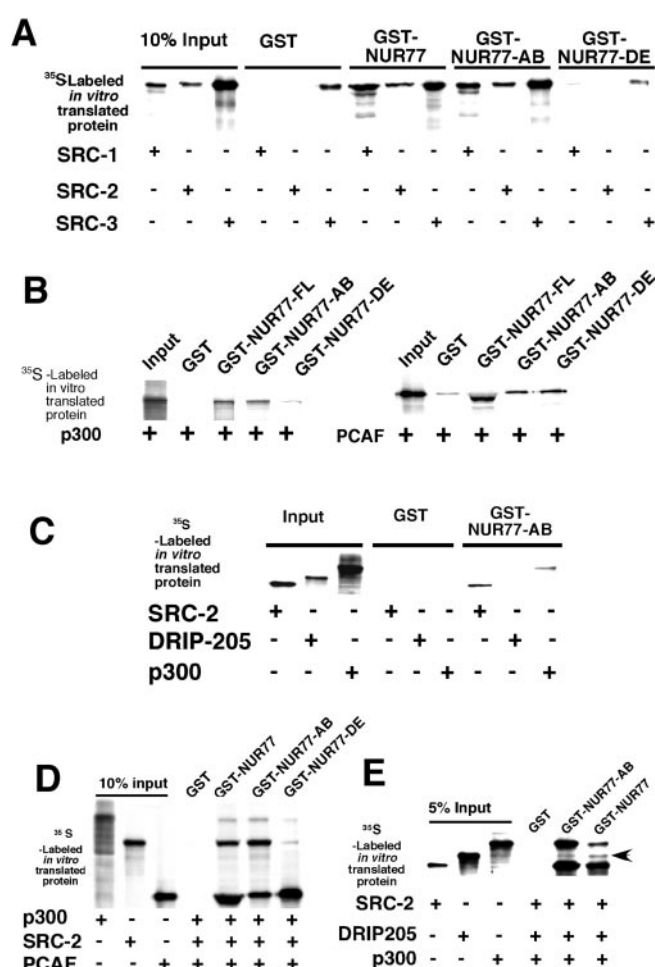 A
10% Input GST GST-NUR77 GST-NUR77-AB GST-NUR77-DE
35S-Labeled
in vitro
translated
protein
SRC-1 + - - + - - + - - + - - + - -
SRC-2 - + - - + - - + - - + - - + -
SRC-3 - - + - - + - - + - - + - - +
B
Input GST GST-NUR77-FL GST-NUR77-AB GST-NUR77-DE
Input GST GST-NUR77-FL GST-NUR77-AB GST-NUR77-DE
35S
-Labeled
in vitro
translated
protein
p300 + + + + +
PCAF + + + + +
C
Input GST GST-NUR77-AB
35S
-Labeled
in vitro
translated
protein
SRC-2 + - - + - - + - -
DRIP-205 - + - - + - - + -
p300 - - + - - + - - +
D
10% input GST GST-NUR77 GST-NUR77-AB GST-NUR77-DE
35 S
-Labeled
in vitro
translated
protein
p300 + - - + + + +
SRC-2 - + - + + + +
PCAF - - + + + + +
E
5% Input GST GST-NUR77-AB GST-NUR77
35S
-Labeled
in vitro
translated
protein
SRC-2 + - - + + +
DRIP205 - + - + + +
p300 - - + + + +